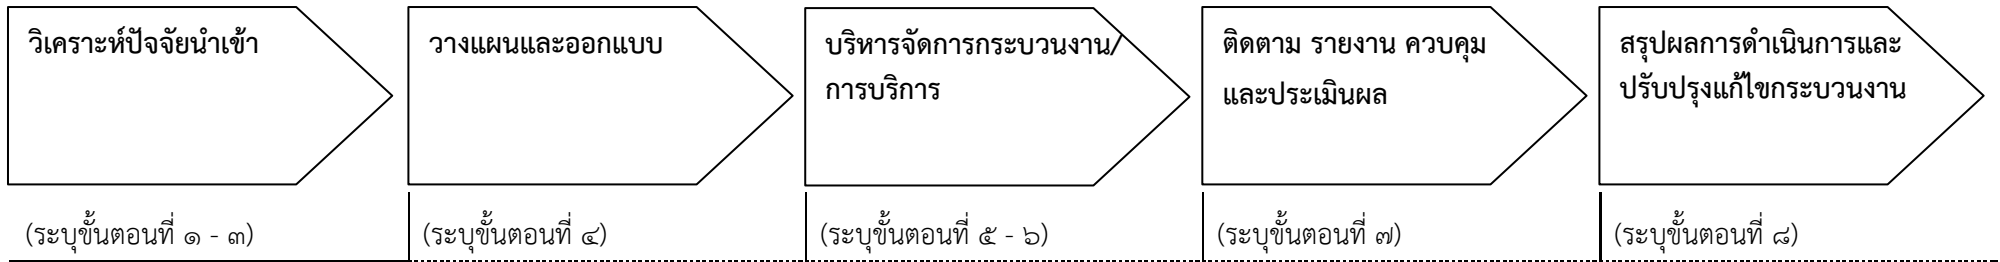 วิเคราะห์ปัจจัยนำเข้า
วางแผนและออกแบบ
บริหารจัดการกระบวนงาน/
การบริการ
ติดตาม รายงาน ควบคุม
และประเมินผล
สรุปผลการดำเนินการและ
ปรับปรุงแก้ไขกระบวนงาน
(ระบุขั้นตอนที่ ๑ - ๓)
(ระบุขั้นตอนที่ ๔)
(ระบุขั้นตอนที่ ๕ - ๖)
(ระบุขั้นตอนที่ ๗)
(ระบุขั้นตอนที่ ๘)